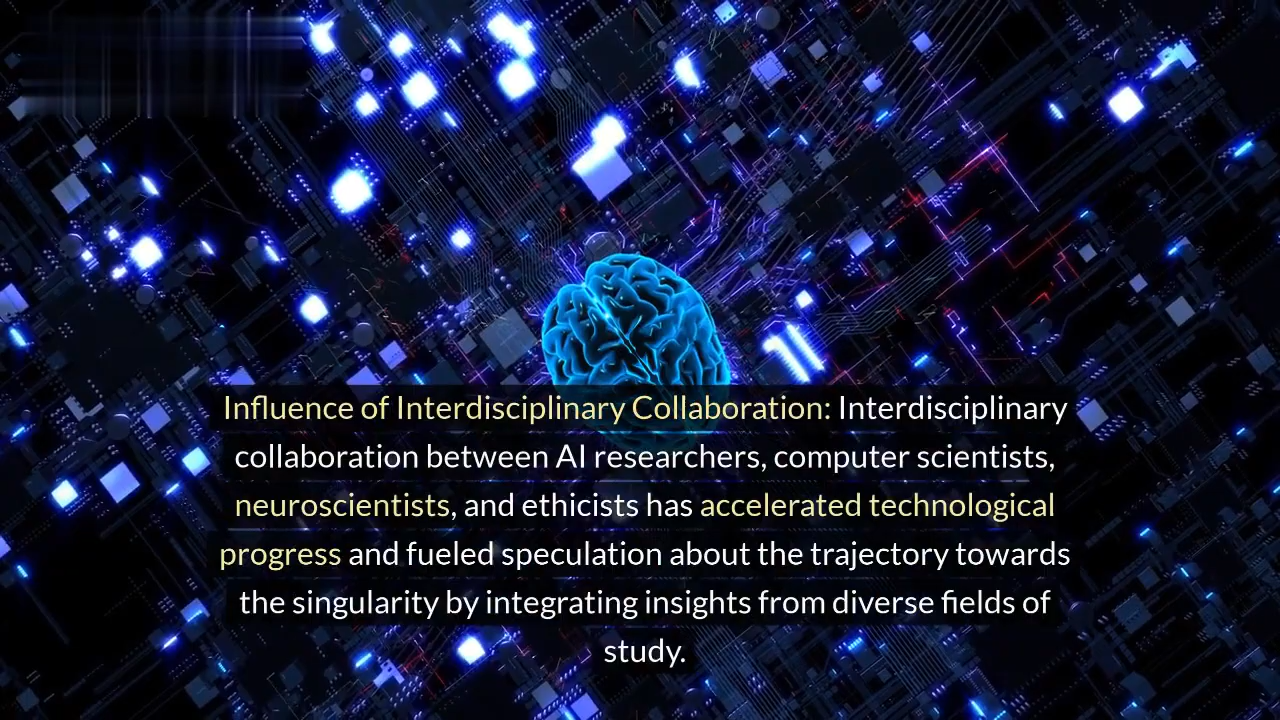 Influence of Interdisciplinary Collaboration: Interdisciplinary
collaboration between AI researchers, computer scientists,
neuroscientists, and ethicists has accelerated technological
progress and fueled speculation about the trajectory towards
the singularity by integrating insights from diverse fields of
study.